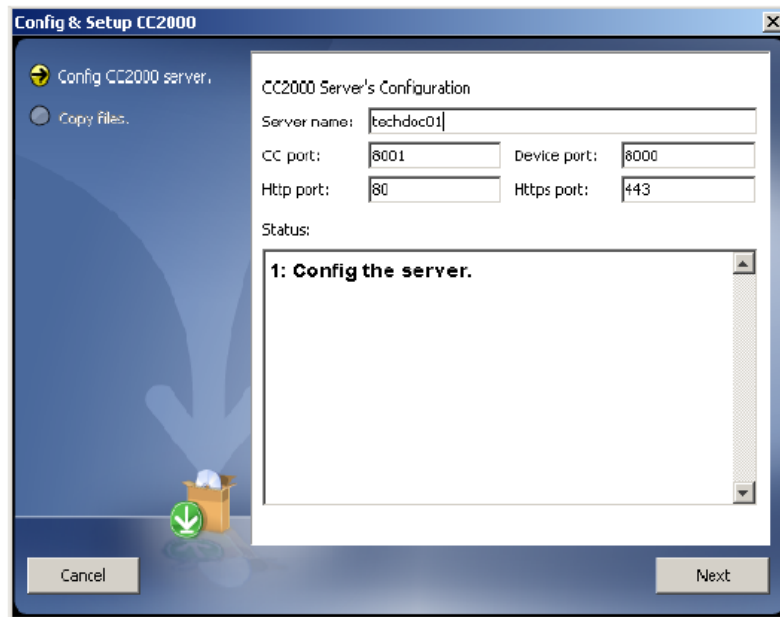 Config & Setup CC2000
Config CC2000 server.
Copy files.
CC2000 Server's Configuration
Server name: techdoc01
CC port: 8001 Device port: 8000
Http port: 80 Https port: 443
Status:
1: Config the server.
Cancel Next